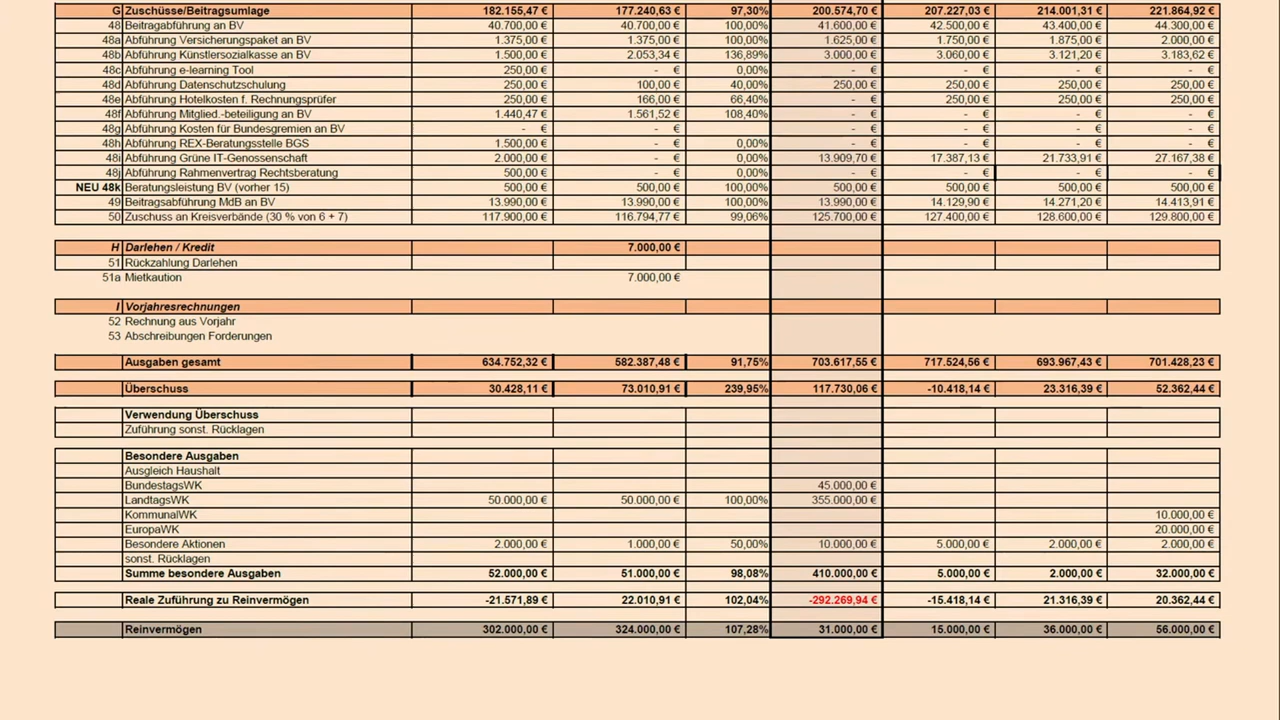 G Zuschüsse/Beitragsumlage 182.155,47 € 177.240,63 € 97,30% 200.574,70 € 207.227,03 € 214.001,31 € 221.864,92 €
48 Beitragabführung an BV 40.700,00 € 40.700,00 € 100,00% 41.600,00 € 42.500,00 € 43.400,00 € 44.300,00 €
48a Abführung Versicherungspaket an BV 1.375,00 € 1.375,00 € 100,00% 1.625,00 € 1.750,00 € 1.875,00 € 2.000,00 €
48b Abführung Künstlersozialkasse an BV 1.500,00 € 2.053,34 € 136,89% 3.000,00 € 3.060,00 € 3.121,20 € 3.183,62 €
48c Abführung e-learning Tool 250,00 € - € 0,00% - € - € - € - €
48d Abführung Datenschutzschulung 250,00 € 100,00 € 40,00% 250,00 € 250,00 € 250,00 € 250,00 €
48e Abführung Hotelkosten f. Rechnungsprüfer 250,00 € 166,00 € 66,40% - € 250,00 € 250,00 € 250,00 €
48f Abführung Mitglied.-beteiligung an BV 1.440,47 € 1.561,52 € 108,40% - € - € - € - €
48g Abführung Kosten für Bundesgremien an BV - € - € - € - € - € - €
48h Abführung REX-Beratungsstelle BGS 1.500,00 € - € 0,00% - € - € - € - €
48i Abführung Grüne IT-Genossenschaft 2.000,00 € - € 0,00% 13.909,70 € 17.387,13 € 21.733,91 € 27.167,38 €
48j Abführung Rahmenvertrag Rechtsberatung 500,00 € - € 0,00% - € - € - € - €
NEU 48k Beratungsleistung BV (vorher 15) 500,00 € 500,00 € 100,00% 500,00 € 500,00 € 500,00 € 500,00 €
49 Beitragsabführung MdB an BV 13.990,00 € 13.990,00 € 100,00% 13.990,00 € 14.129,90 € 14.271,20 € 14.413,91 €
50 Zuschuss an Kreisverbände (30 % von 6 + 7) 117.900,00 € 116.794,77 € 99,06% 125.700,00 € 127.400,00 € 128.600,00 € 129.800,00 €
H Darlehen / Kredit 7.000,00 €
51 Rückzahlung Darlehen
51a Mietkaution 7.000,00 €
I Vorjahresrechnungen
52 Rechnung aus Vorjahr
53 Abschreibungen Forderungen
Ausgaben gesamt 634.752,32 € 582.387,48 € 91,75% 703.617,55 € 717.524,56 € 693.967,43 € 701.428,23 €
Überschuss 30.428,11 € 73.010,91 € 239,95% 117.730,06 € -10.418,14 € 23.316,39 € 52.362,44 €
Verwendung Überschuss
Zuführung sonst. Rücklagen
Besondere Ausgaben
Ausgleich Haushalt
BundestagsWK 45.000,00 €
LandtagsWK 50.000,00 € 50.000,00 € 100,00% 355.000,00 €
KommunalWK 10.000,00 €
EuropaWK 20.000,00 €
Besondere Aktionen 2.000,00 € 1.000,00 € 50,00% 10.000,00 € 5.000,00 € 2.000,00 € 2.000,00 €
sonst. Rücklagen
Summe besondere Ausgaben 52.000,00 € 51.000,00 € 98,08% 410.000,00 € 5.000,00 € 2.000,00 € 32.000,00 €
Reale Zuführung zu Reinvermögen -21.571,89 € 22.010,91 € 102,04% -292.269,94 € -15.418,14 € 21.316,39 € 20.362,44 €
Reinvermögen 302.000,00 € 324.000,00 € 107,28% 31.000,00 € 15.000,00 € 36.000,00 € 56.000,00 €